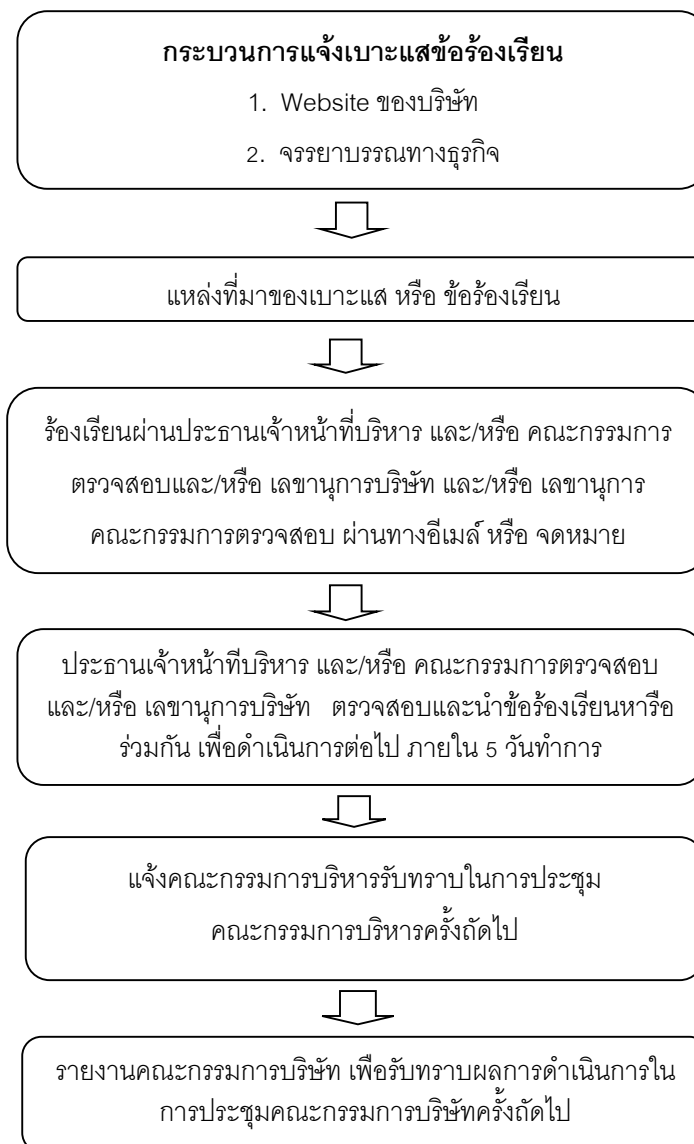 กระบวนการแจ้งเบาะแสข้อร้องเรียน
1. Website ของบริษัท
2. จรรยาบรรณทางธุรกิจ
แหล่งที่มาของเบาะแส หรือ ข้อร้องเรียน
ร้องเรียนผ่านประธานเจ้าหน้าที่บริหาร และ/หรือ คณะกรรมการ
ตรวจสอบและ/หรือ เลขานุการบริษัท และ/หรือ เลขานุการ
คณะกรรมการตรวจสอบ ผ่านทางอีเมล์ หรือ จดหมาย
ประธานเจ้าหน้าที่บริหาร และ/หรือ คณะกรรมการตรวจสอบ
และ/หรือ เลขานุการบริษัท ตรวจสอบและนำข้อร้องเรียนหารือ
ร่วมกัน เพื่อดำเนินการต่อไป ภายใน 5 วันทำการ
แจ้งคณะกรรมการบริหารรับทราบในการประชุม
คณะกรรมการบริหารครั้งถัดไป
รายงานคณะกรรมการบริษัท เพื่อรับทราบผลการดำเนินการใน
การประชุมคณะกรรมการบริษัทครั้งถัดไป